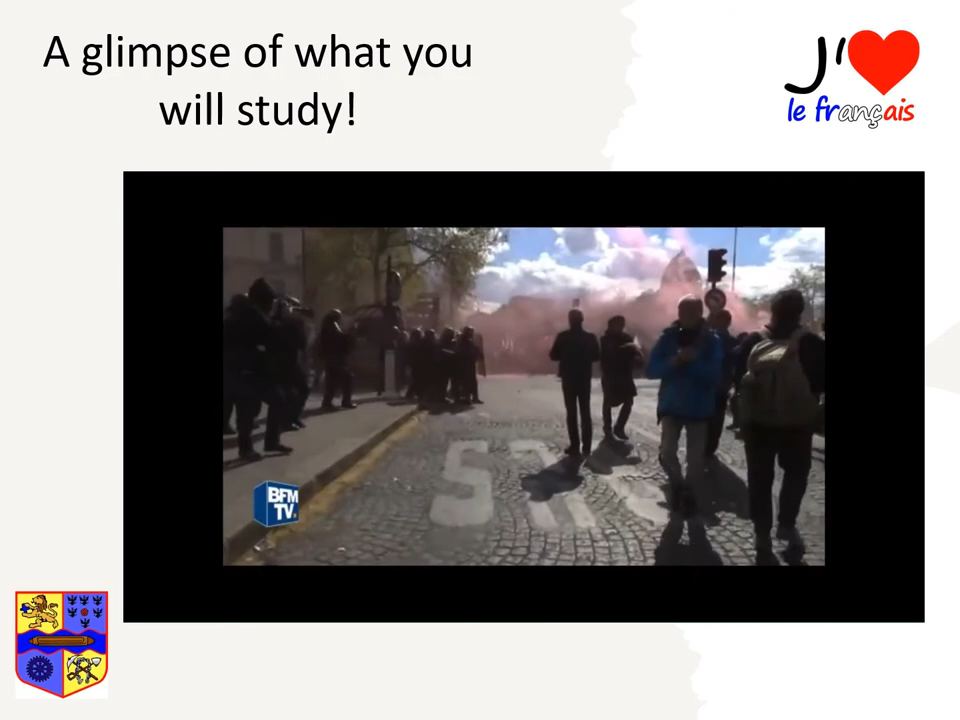 A glimpse of what you
will study!
J'
le français
BFM
TV.